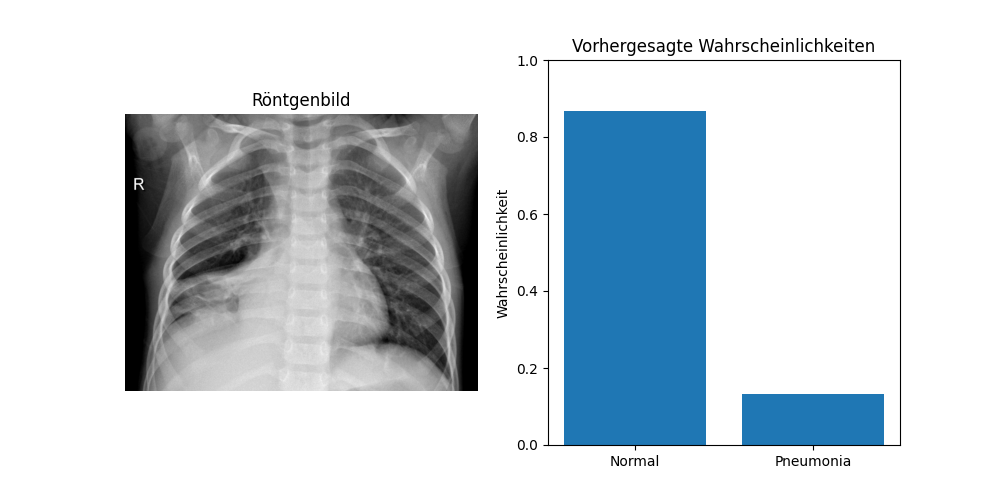 Röntgenbild
R
Vorhergesagte Wahrscheinlichkeiten
Wahrscheinlichkeit
1.0
0.8
0.6
0.4
0.2
0.0
Normal
Pneumonia